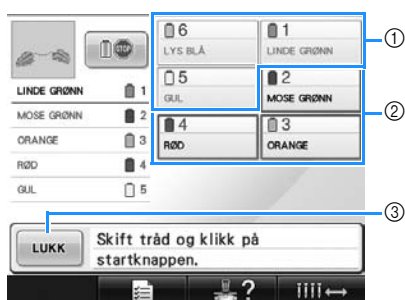 6
LYS BLÅ
1
LINDE GRØNN
5
GUL
2
MOSE GRØNN
4
RØD
3
ORANGE
LINDE GRØNN 1
MOSE GRØNN 2
ORANGE 3
RØD 4
GUL 5
LUKK
Skift tråd og klikk på
startknappen.
?
①
②
③